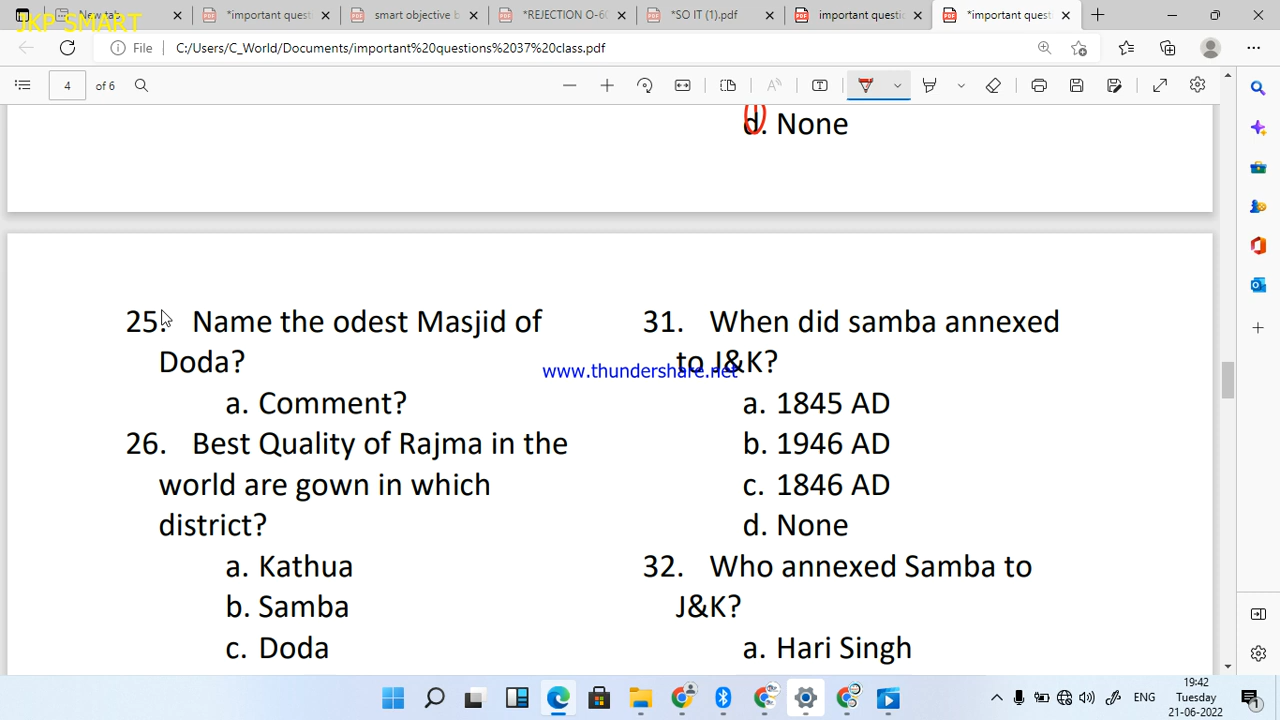 JKP SMART
New tab
*important quest
smart objective s
*REJECTION O-60
*SO IT (1).pdf
important questio
*important quest
File
C:/Users/C_World/Documents/important%20questions%2037%20class.pdf
4 of 6
d. None
25. Name the odest Masjid of
Doda?
a. Comment?
26. Best Quality of Rajma in the
world are gown in which
district?
a. Kathua
b. Samba
c. Doda
www.thundershare.net
31. When did samba annexed
to J&K?
a. 1845 AD
b. 1946 AD
c. 1846 AD
d. None
32. Who annexed Samba to
J&K?
a. Hari Singh
ENG
19:42
Tuesday
21-06-2022
1